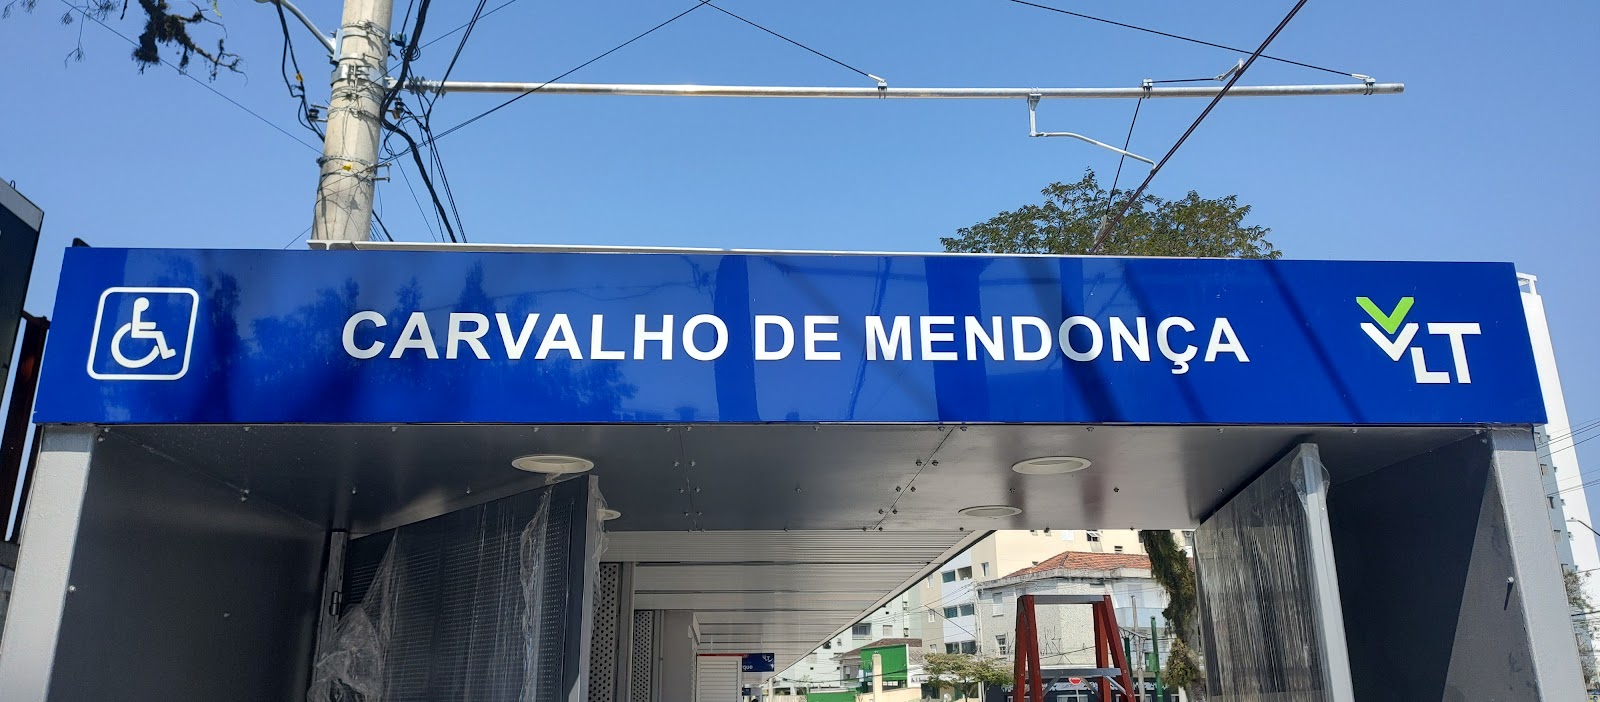 CARVALHO DE MENDONÇA
VLT